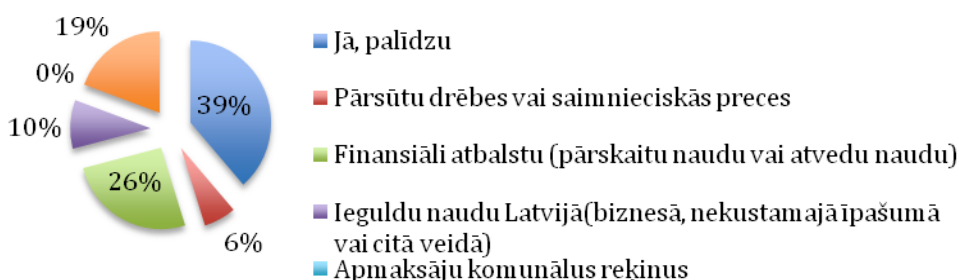 19%
0%
10%
26%
39%
6%
Jā, palīdzu
Pārsūtu drēbes vai saimnieciskās preces
Finansiāli atbalstu (pārskaitu naudu vai atvedu naudu)
Ieguldu naudu Latvijā(biznesā, nekustamajā īpašumā
vai citā veidā)
Apmaksāju komunālus rēķinus